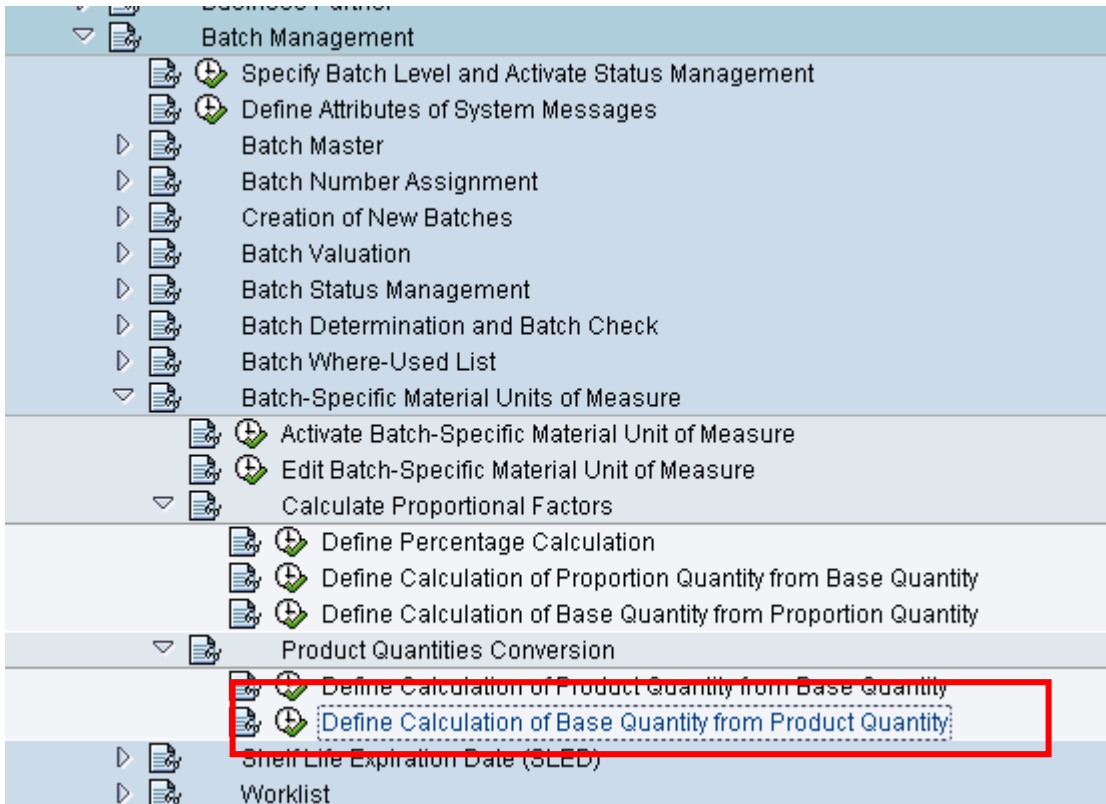 Business Partner
Batch Management
Specify Batch Level and Activate Status Management
Define Attributes of System Messages
Batch Master
Batch Number Assignment
Creation of New Batches
Batch Valuation
Batch Status Management
Batch Determination and Batch Check
Batch Where-Used List
Batch-Specific Material Units of Measure
Activate Batch-Specific Material Unit of Measure
Edit Batch-Specific Material Unit of Measure
Calculate Proportional Factors
Define Percentage Calculation
Define Calculation of Proportion Quantity from Base Quantity
Define Calculation of Base Quantity from Proportion Quantity
Product Quantities Conversion
Define Calculation of Product Quantity from Base Quantity
Define Calculation of Base Quantity from Product Quantity
Shelf Life Expiration Date (SLED)
Worklist